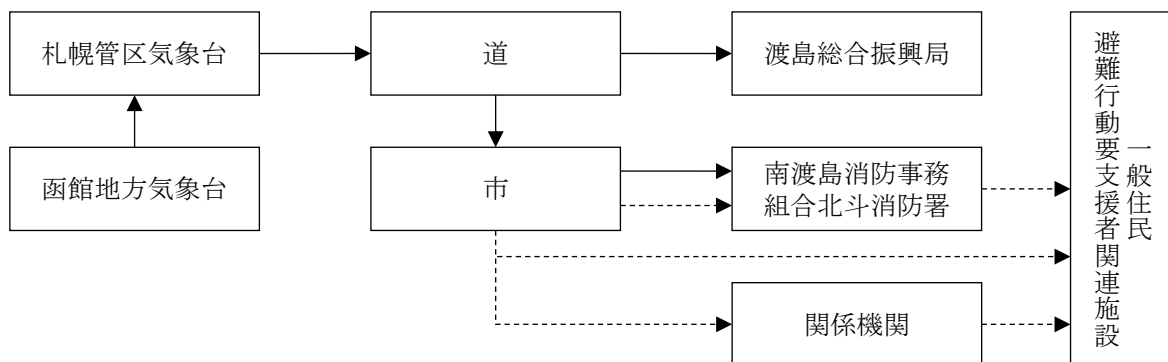 札幌管区気象台
道
渡島総合振興局
函館地方気象台
市
南渡島消防事務
組合北斗消防署
関係機関
一般住民
避難行動要支援者関連施設